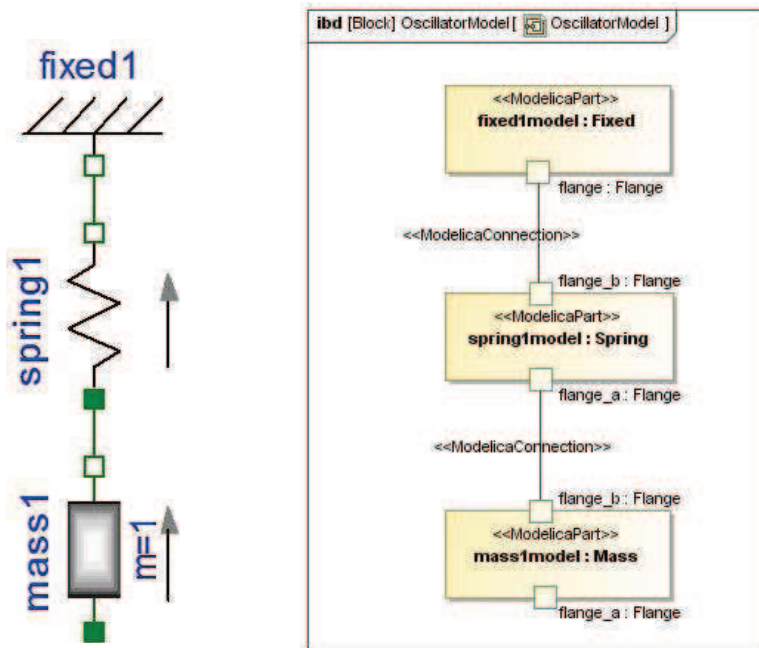 fixed1
spring1
mass1
m=1
ibd [Block] OscillatorModel [ OscillatorModel ]
<<ModelicaPart>>
fixed1model : Fixed
flange : Flange
<<ModelicaConnection>>
flange_b : Flange
<<ModelicaPart>>
spring1model : Spring
flange_a : Flange
<<ModelicaConnection>>
flange_b : Flange
<<ModelicaPart>>
mass1model : Mass
flange_a : Flange